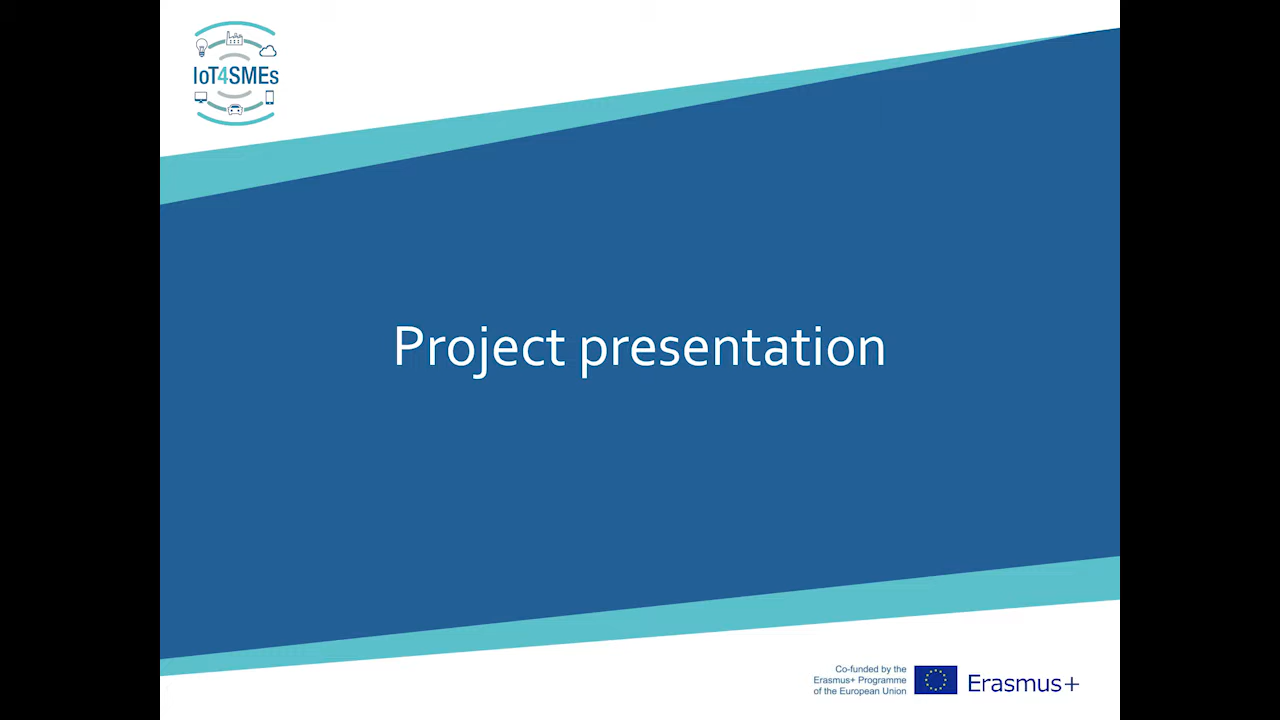 IoT4SMEs
Project presentation
Co-funded by the
Erasmus+ Programme
of the European Union
Erasmus+